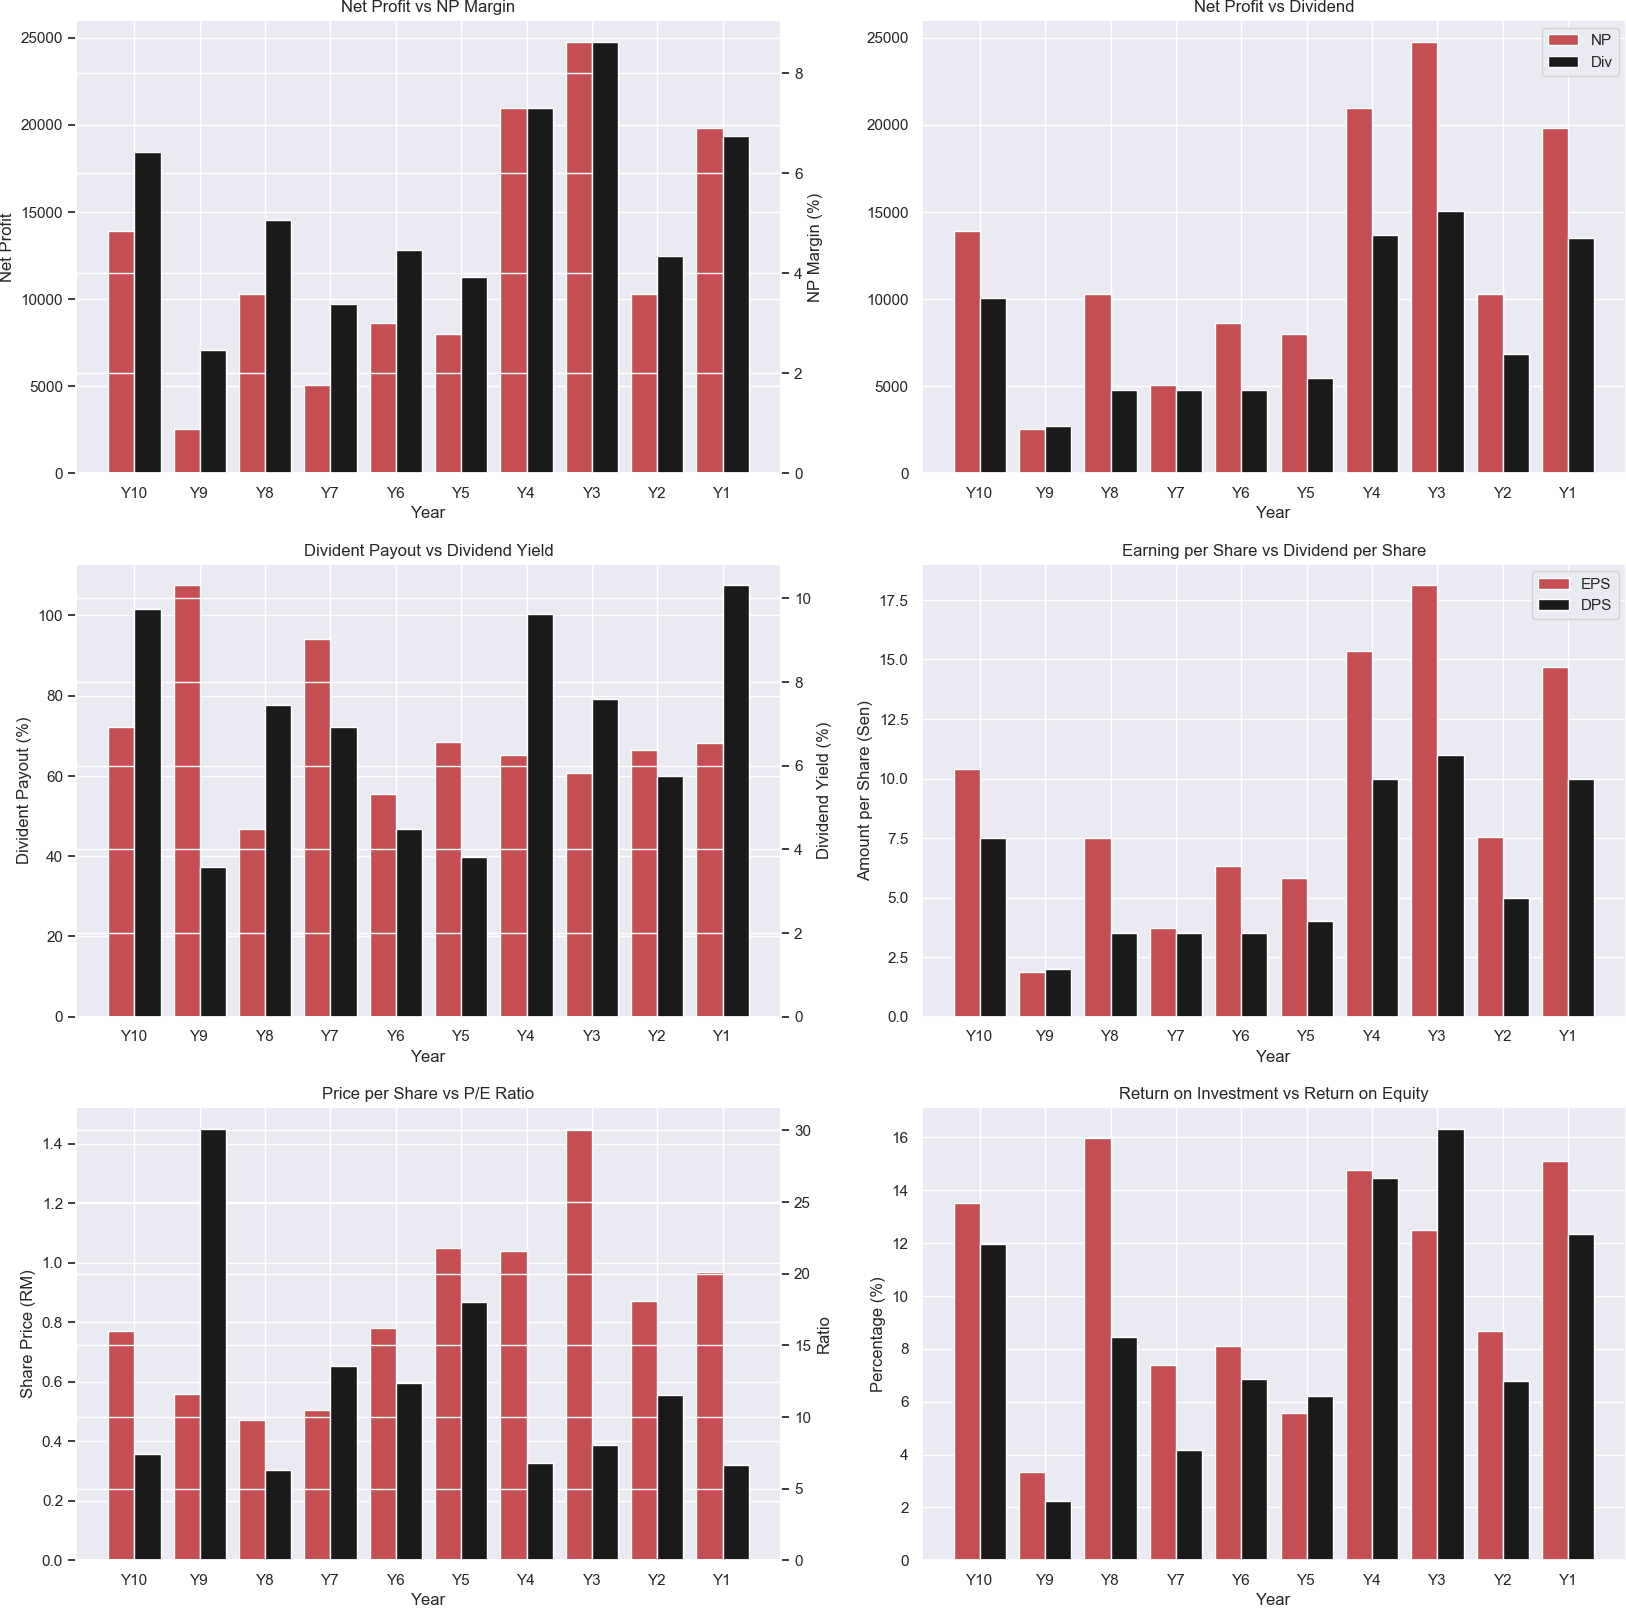 Net Profit vs NP Margin
25000
20000
15000
10000
5000
0
Net Profit
8
6
4
2
0
NP Margin (%)
Y10 Y9 Y8 Y7 Y6 Y5 Y4 Y3 Y2 Y1
Year
Net Profit vs Dividend
25000
20000
15000
10000
5000
0
NP
Div
Y10 Y9 Y8 Y7 Y6 Y5 Y4 Y3 Y2 Y1
Year
Divident Payout vs Dividend Yield
100
80
60
40
20
0
Divident Payout (%)
10
8
6
4
2
0
Dividend Yield (%)
Y10 Y9 Y8 Y7 Y6 Y5 Y4 Y3 Y2 Y1
Year
Earning per Share vs Dividend per Share
17.5
15.0
12.5
10.0
7.5
5.0
2.5
0.0
Amount per Share (Sen)
EPS
DPS
Y10 Y9 Y8 Y7 Y6 Y5 Y4 Y3 Y2 Y1
Year
Price per Share vs P/E Ratio
1.4
1.2
1.0
0.8
0.6
0.4
0.2
0.0
Share Price (RM)
30
25
20
15
10
5
0
Ratio
Y10 Y9 Y8 Y7 Y6 Y5 Y4 Y3 Y2 Y1
Year
Return on Investment vs Return on Equity
16
14
12
10
8
6
4
2
0
Percentage (%)
Y10 Y9 Y8 Y7 Y6 Y5 Y4 Y3 Y2 Y1
Year